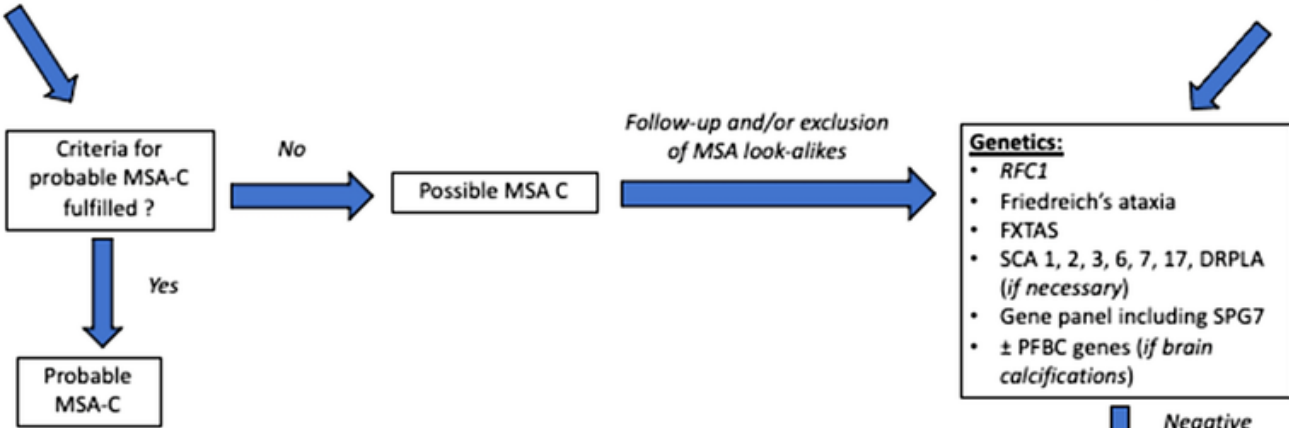 Criteria for
probable MSA-C
fulfilled ?
No
Possible MSA C
Follow-up and/or exclusion
of MSA look-alikes
Genetics:
• RFC1
• Friedreich's ataxia
• FXTAS
• SCA 1, 2, 3, 6, 7, 17, DRPLA
(if necessary)
• Gene panel including SPG7
• ± PFBC genes (if brain
calcifications)
Yes
Probable
MSA-C
Negative